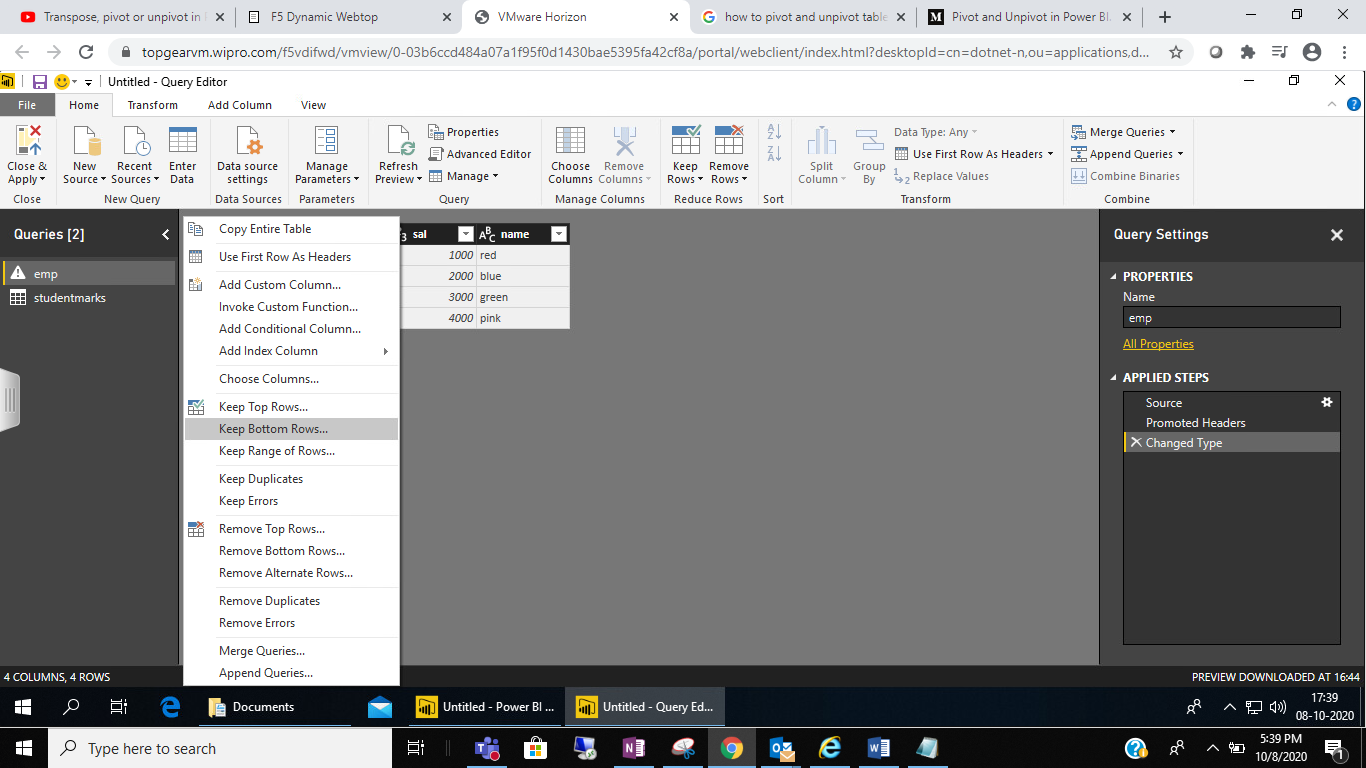 Transpose, pivot or unpivot in
F5 Dynamic Webtop
VMware Horizon
how to pivot and unpivot table
Pivot and Unpivot in Power BI.
topgearvm.wipro.com/f5vdifwd/vmview/0-03b6ccd484a07a1f95f0d1430bae5395fa42cf8a/portal/webclient/index.html?desktopId=cn=dotnet-n,ou=applications,d...
Untitled - Query Editor
File
Home
Transform
Add Column
View
Close & Apply
New Source
Recent Sources
Enter Data
Data source settings
Manage Parameters
Refresh Preview
Properties
Advanced Editor
Manage
Choose Columns
Remove Columns
Keep Rows
Remove Rows
Split Column
Group By
Data Type: Any
Use First Row As Headers
Replace Values
Merge Queries
Append Queries
Combine Binaries
Close
New Query
Data Sources
Parameters
Query
Manage Columns
Reduce Rows
Sort
Transform
Combine
Queries [2]
emp
studentmarks
Copy Entire Table
Use First Row As Headers
Add Custom Column...
Invoke Custom Function...
Add Conditional Column...
Add Index Column
Choose Columns...
Keep Top Rows...
Keep Bottom Rows...
Keep Range of Rows...
Keep Duplicates
Keep Errors
Remove Top Rows...
Remove Bottom Rows...
Remove Alternate Rows...
Remove Duplicates
Remove Errors
Merge Queries...
Append Queries...
3 sal ABC name
1000 red
2000 blue
3000 green
4000 pink
Query Settings
PROPERTIES
Name
emp
All Properties
APPLIED STEPS
Source
Promoted Headers
Changed Type
4 COLUMNS, 4 ROWS
PREVIEW DOWNLOADED AT 16:44
Documents
Untitled - Power BI ...
Untitled - Query Ed...
17:39
08-10-2020
Type here to search
5:39 PM
10/8/2020
1